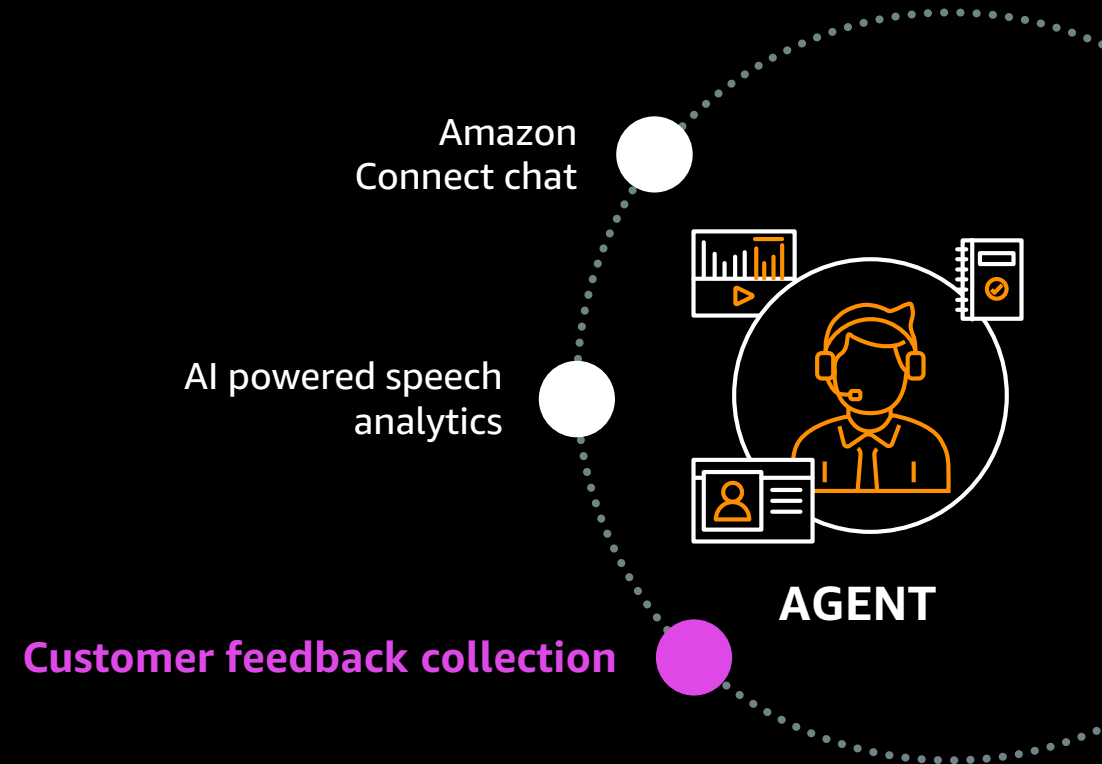 Amazon
Connect chat
AI powered speech
analytics
AGENT
Customer feedback collection